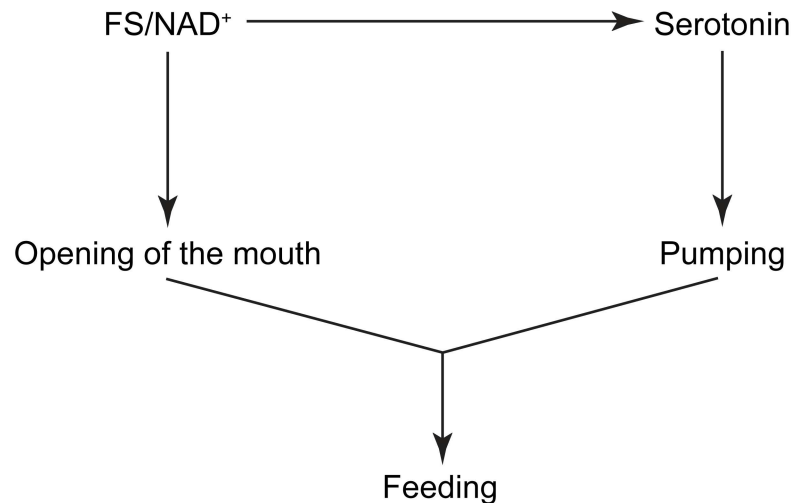 FS/NAD⁺
Serotonin
Opening of the mouth
Pumping
Feeding